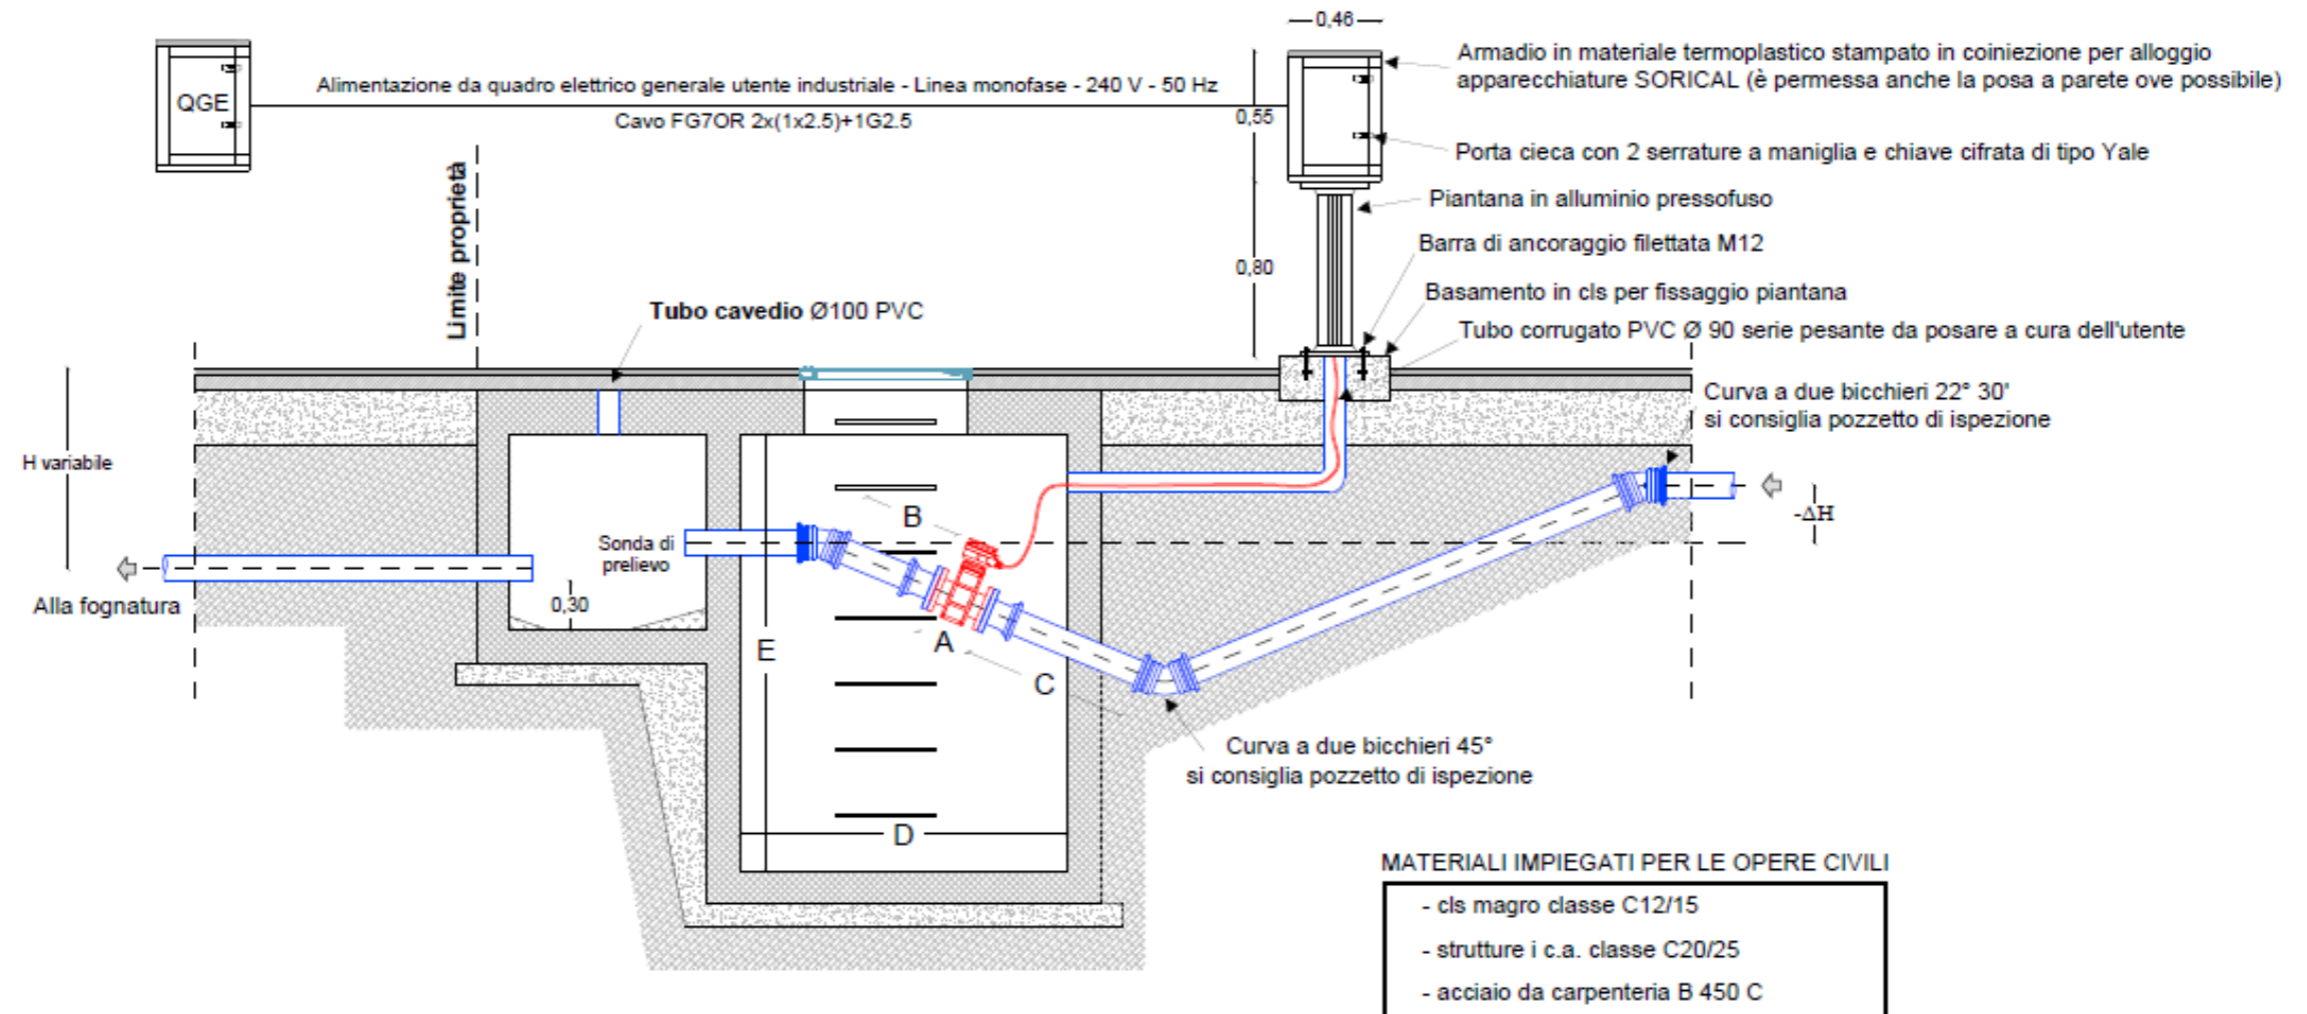 0,46
Armadio in materiale termoplastico stampato in coiniezione per alloggio
apparecchiature SORICAL (è permessa anche la posa a parete ove possibile)
QGE
Alimentazione da quadro elettrico generale utente industriale - Linea monofase - 240 V - 50 Hz
Cavo FG7OR 2x(1x2.5)+1G2.5
0,55
Porta cieca con 2 serrature a maniglia e chiave cifrata di tipo Yale
Limite proprietà
Piantana in alluminio pressofuso
Barra di ancoraggio filettata M12
0,80
Basamento in cls per fissaggio piantana
Tubo cavedio Ø100 PVC
Tubo corrugato PVC Ø 90 serie pesante da posare a cura dell'utente
Curva a due bicchieri 22° 30'
si consiglia pozzetto di ispezione
H variabile
B
-ΔH
Sonda di
prelievo
Alla fognatura
0,30
A
E
C
Curva a due bicchieri 45°
si consiglia pozzetto di ispezione
D
MATERIALI IMPIEGATI PER LE OPERE CIVILI
- cls magro classe C12/15
- strutture i c.a. classe C20/25
- acciaio da carpenteria B 450 C